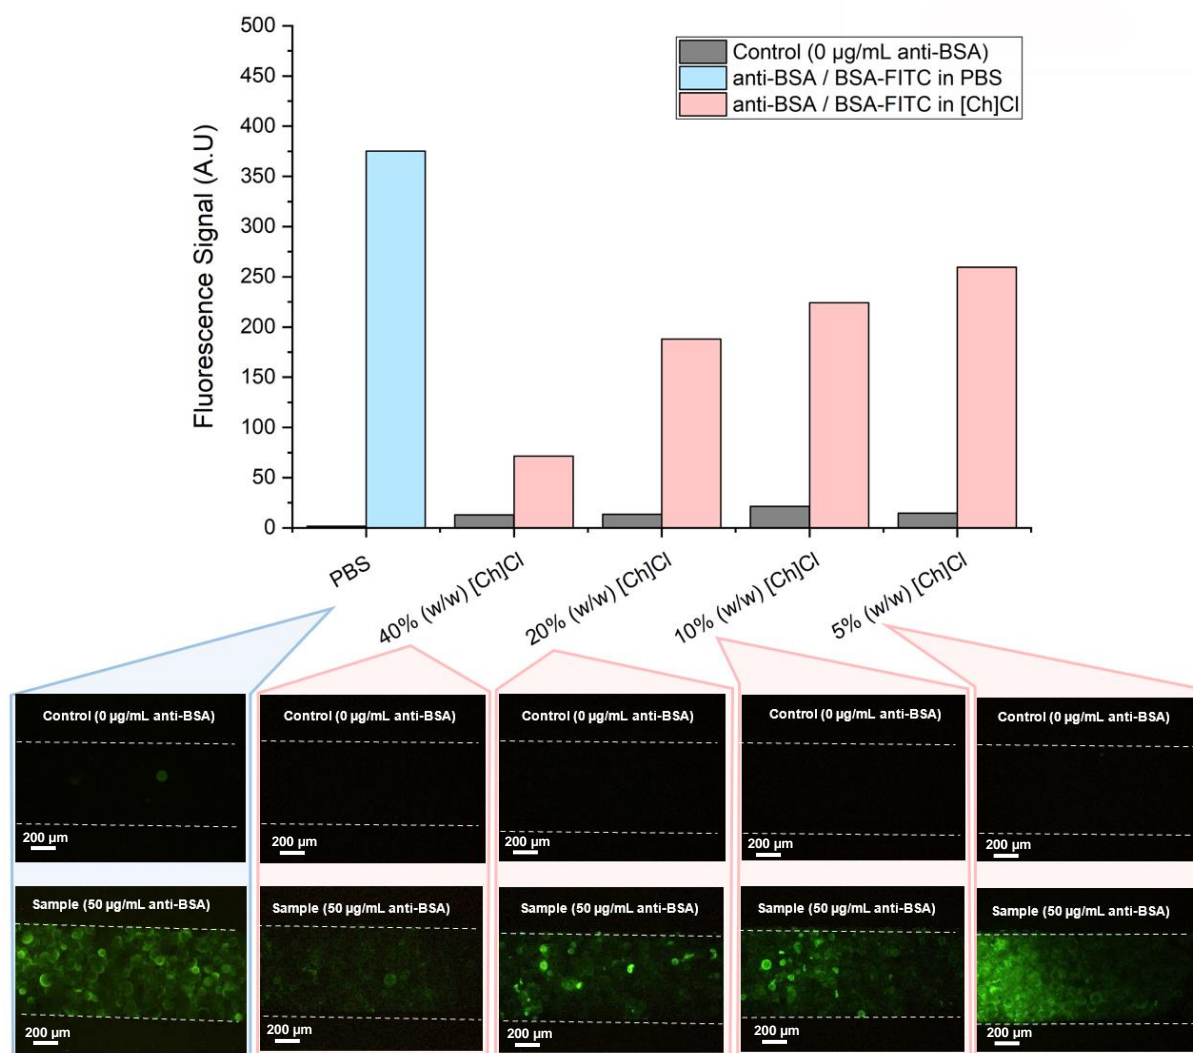 500
450
400
350
300
250
200
150
100
50
0
Fluorescence Signal (A.U)
Control (0 µg/mL anti-BSA)
anti-BSA / BSA-FITC in PBS
anti-BSA / BSA-FITC in [Ch]Cl
PBS
40% (w/w) [Ch]Cl
20% (w/w) [Ch]Cl
10% (w/w) [Ch]Cl
5% (w/w) [Ch]Cl
Control (0 µg/mL anti-BSA)
200 µm
Control (0 µg/mL anti-BSA)
200 µm
Control (0 µg/mL anti-BSA)
200 µm
Control (0 µg/mL anti-BSA)
200 µm
Control (0 µg/mL anti-BSA)
200 µm
Sample (50 µg/mL anti-BSA)
200 µm
Sample (50 µg/mL anti-BSA)
200 µm
Sample (50 µg/mL anti-BSA)
200 µm
Sample (50 µg/mL anti-BSA)
200 µm
Sample (50 µg/mL anti-BSA)
200 µm